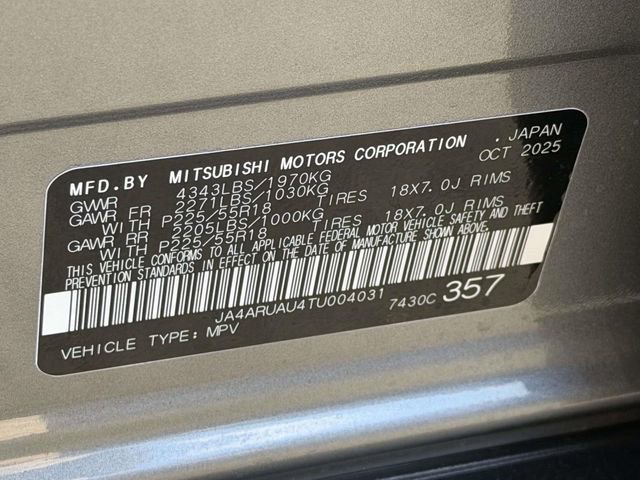 MFD.BY MITSUBISHI MOTORS CORPORATION . JAPAN
GVWR 4343LBS/1970KG OCT 2025
GAWR FR 2271LBS/1030KG
WITH P225/55R18 TIRES 18X7.0J RIMS
GAWR RR 2205LBS/1000KG
WITH P225/55R18 TIRES 18X7.0J RIMS
THIS VEHICLE CONFORMS TO ALL APPLICABLE FEDERAL MOTOR VEHICLE SAFETY AND THEFT
PREVENTION STANDARDS IN EFFECT ON THE DATE OF MANUFACTURE SHOWN ABOVE.
JA4ARUAU4TU004031 7430C 357
VEHICLE TYPE: MPV